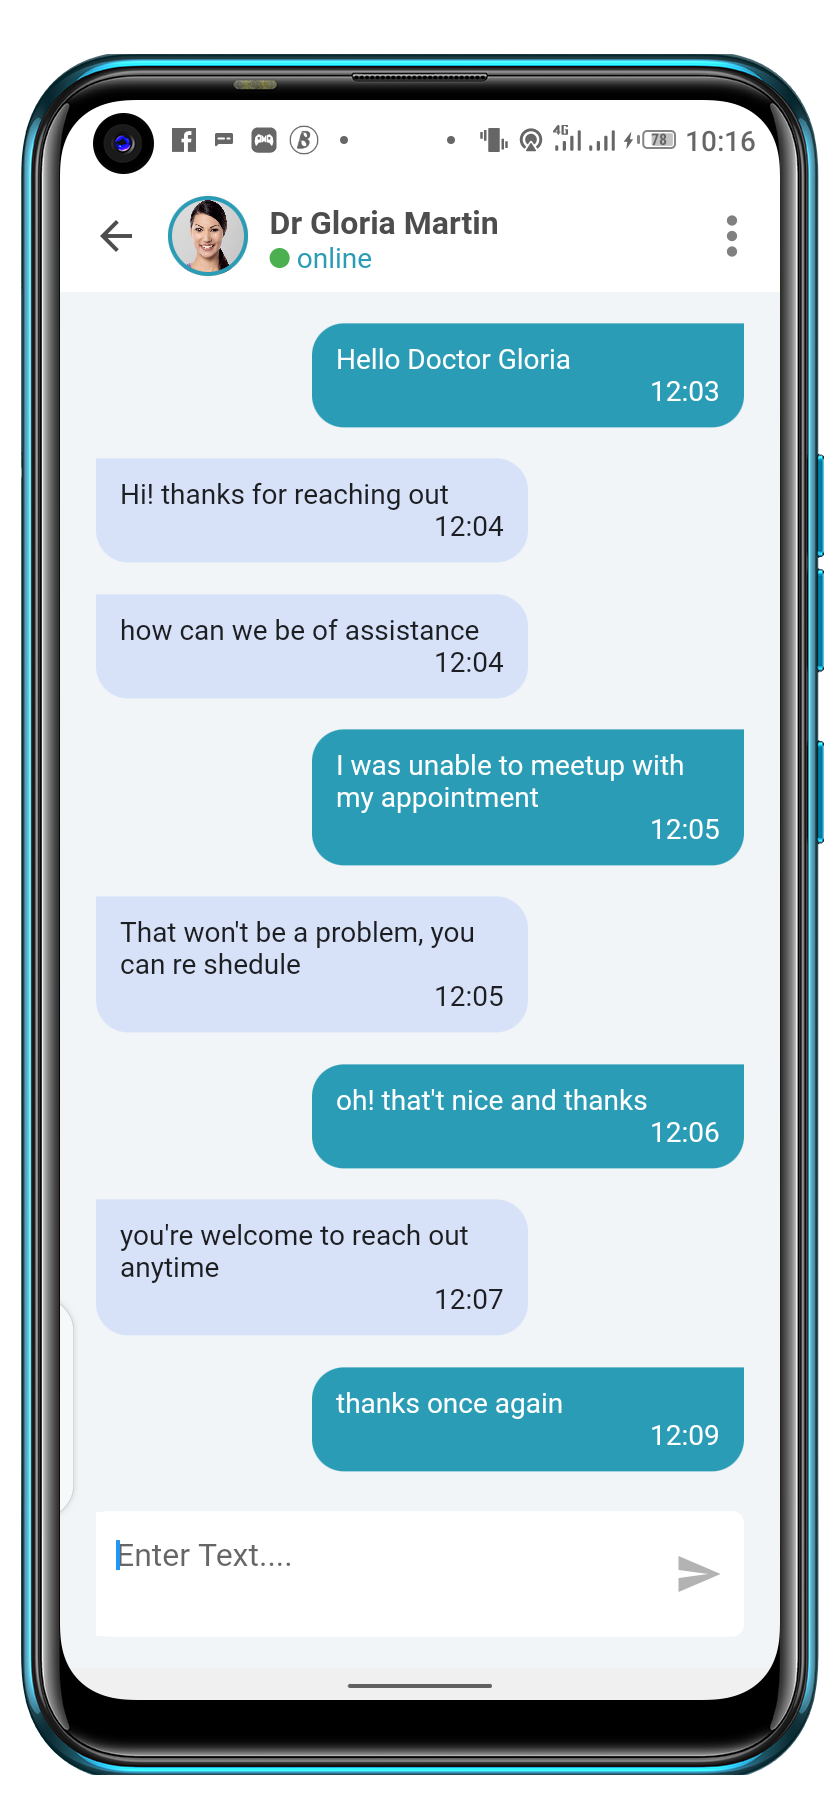 4G
78
10:16
Dr Gloria Martin
online
Hello Doctor Gloria
12:03
Hi! thanks for reaching out
12:04
how can we be of assistance
12:04
I was unable to meetup with
my appointment
12:05
That won't be a problem, you
can re shedule
12:05
oh! that't nice and thanks
12:06
you're welcome to reach out
anytime
12:07
thanks once again
12:09
Enter Text....